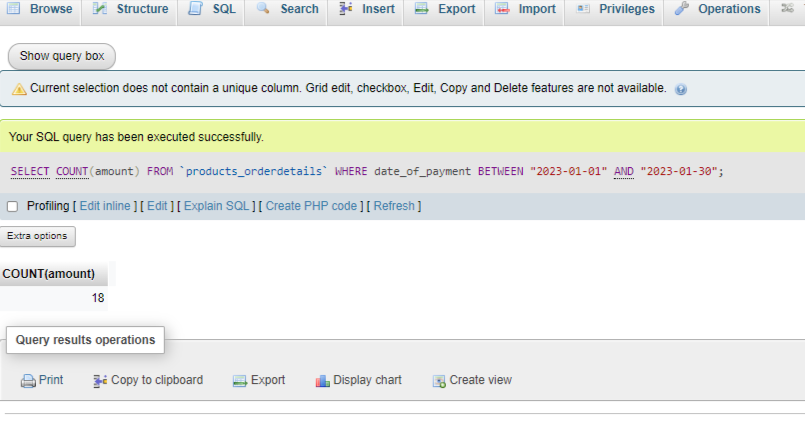 Browse Structure SQL Search Insert Export Import Privileges Operations
Show query box
Current selection does not contain a unique column. Grid edit, checkbox, Edit, Copy and Delete features are not available.
Your SQL query has been executed successfully.
SELECT COUNT(amount) FROM `products_orderdetails` WHERE date_of_payment BETWEEN "2023-01-01" AND "2023-01-30";
Profiling [ Edit inline ] [ Edit ] [ Explain SQL ] [ Create PHP code ] [ Refresh ]
Extra options
COUNT(amount)
18
Query results operations
Print Copy to clipboard Export Display chart Create view